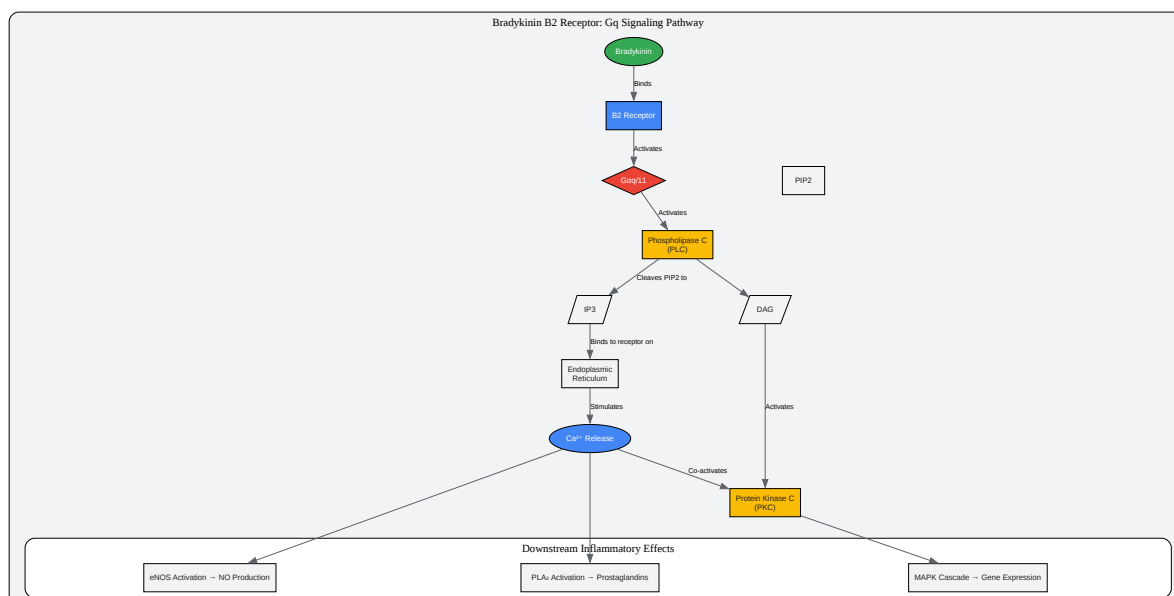 Bradykinin B2 Receptor: Gq Signaling Pathway
Bradykinin
Binds
B2 Receptor
Activates
Gαq/11
PIP2
Activates
Phospholipase C
(PLC)
Cleaves PIP2 to
IP3
DAG
Binds to receptor on
Endoplasmic
Reticulum
Stimulates
Activates
Ca²⁺ Release
Co-activates
Protein Kinase C
(PKC)
Downstream Inflammatory Effects
eNOS Activation → NO Production
PLA₂ Activation → Prostaglandins
MAPK Cascade → Gene Expression